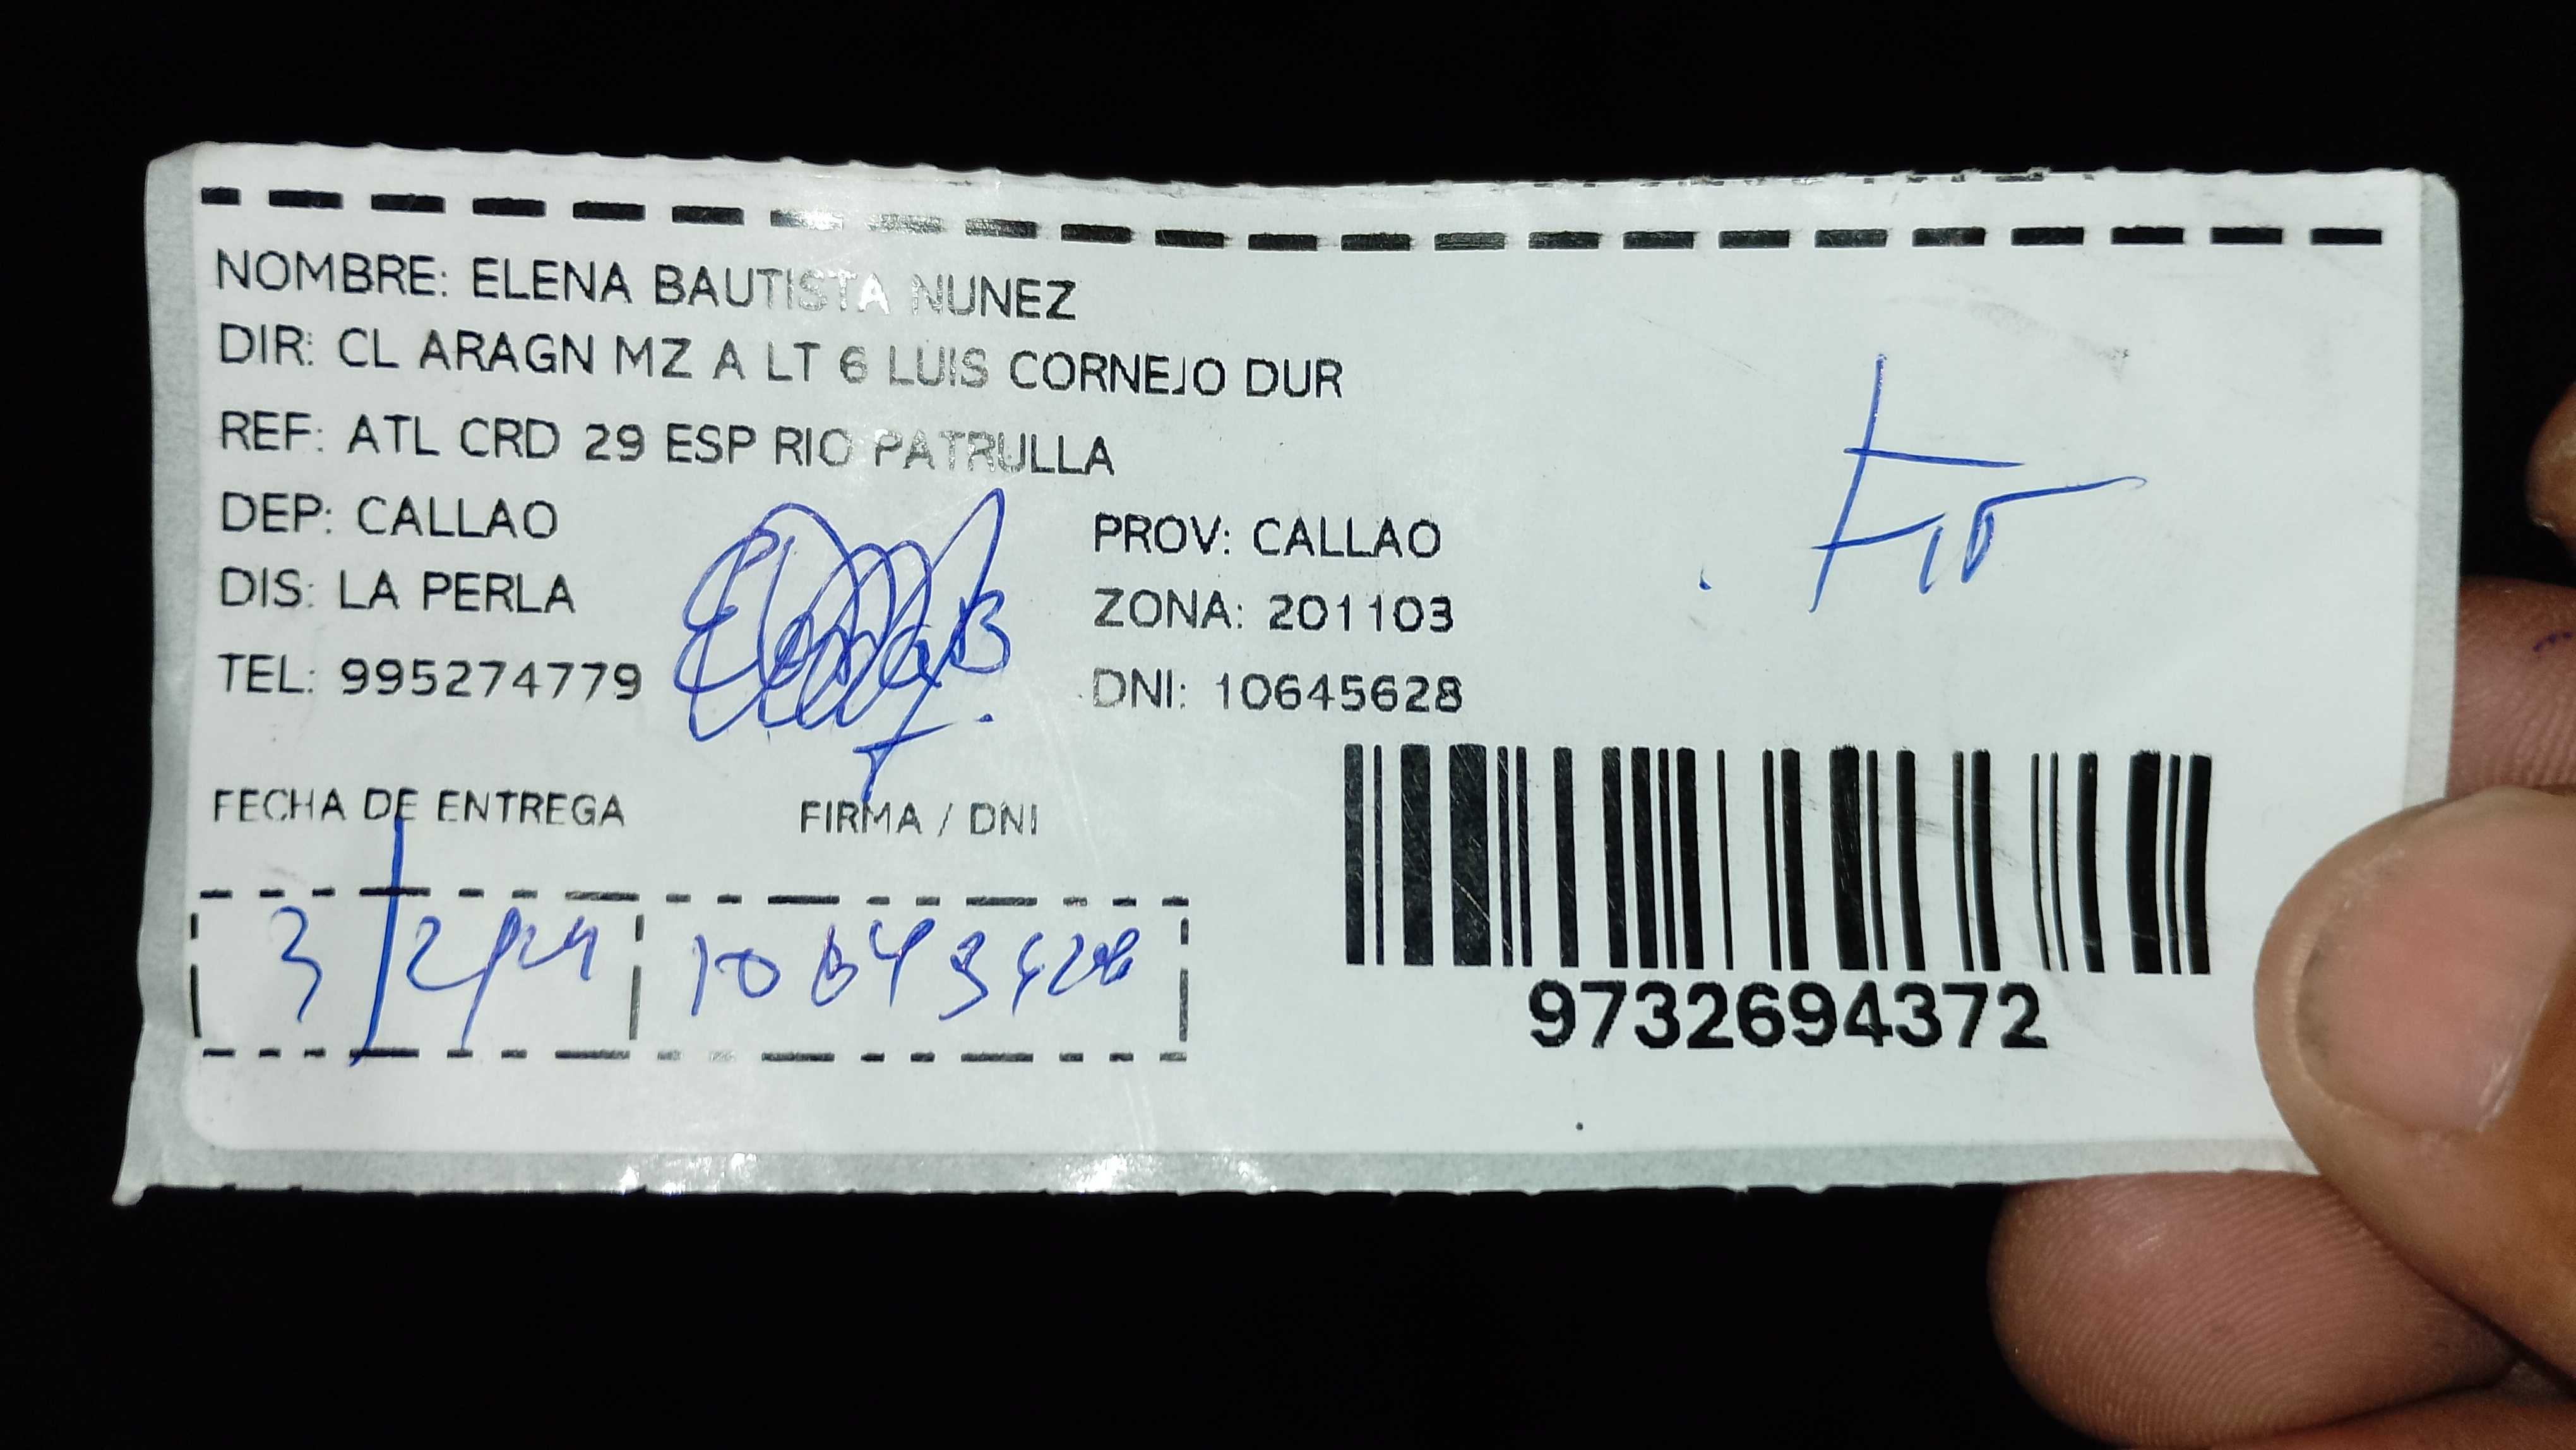 NOMBRE: ELENA BAUTISTA NUNEZ
DIR: CL ARAGN MZ A LT 6 LUIS CORNEJO DUR
REF: ATL CRD 29 ESP RIO PATRULLA
DEP: CALLAO PROV: CALLAO
DIS: LA PERLA ZONA: 201103
TEL: 995274779 DNI: 10645628
FECHA DE ENTREGA FIRMA / DNI
9732694372